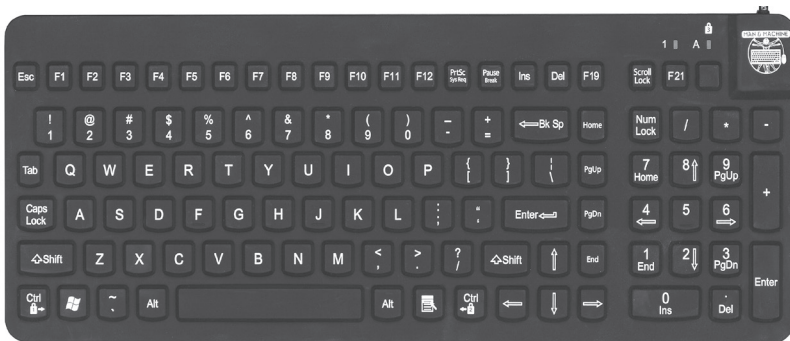 1 A
MAN & MACHINE
Esc F1 F2 F3 F4 F5 F6 F7 F8 F9 F10 F11 F12 PrtSc Pause Ins Del F19 Scroll F21
Sys Req Break Lock
! @ # $ % ^ & * ( ) _ +
1 2 3 4 5 6 7 8 9 0 - = ⇦Bk Sp Home Num / * -
Lock
Tab Q W E R T Y U I O P { } ¦ PgUp 7 8⇧ 9
[ ] \ Home PgUp
+
Caps A S D F G H J K L : “ Enter PgDn 4 5 6
Lock ; ‘ ⇦ ⇨
⇧Shift Z X C V B N M < > ? ⇧Shift ⇧ End 1 2⇩ 3
, . / End PgDn
Enter
Ctrl ~ Alt Alt Ctrl ⇦ ⇩ ⇨ 0 .
` Ins Del